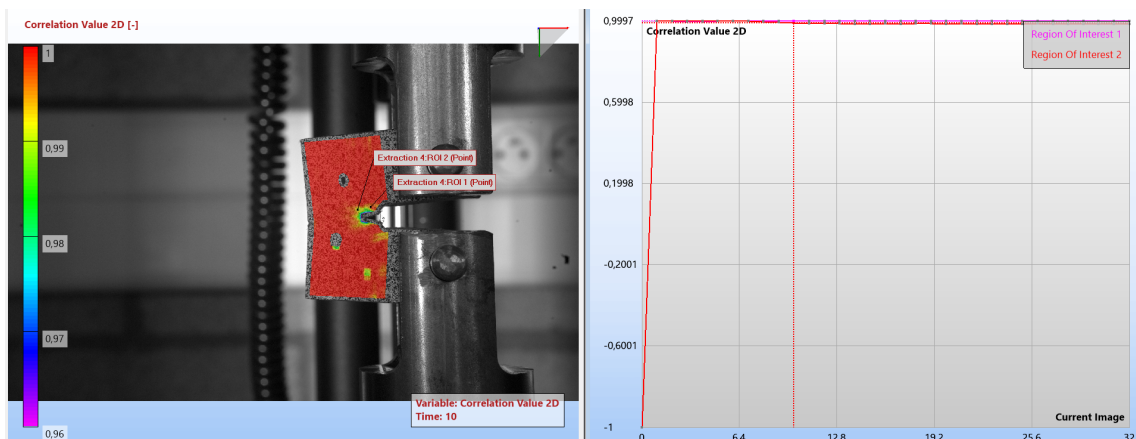 Correlation Value 2D [-]
1
0,99
0,98
0,97
0,96
Extraction 4:ROI 2 (Point)
Extraction 4:ROI 1 (Point)
Variable: Correlation Value 2D
Time: 10
0,9997
0,5998
0,1998
-0,2001
-0,6001
-1
Correlation Value 2D
Region Of Interest 1
Region Of Interest 2
Current Image
0 6.4 12.8 19.2 25.6 32